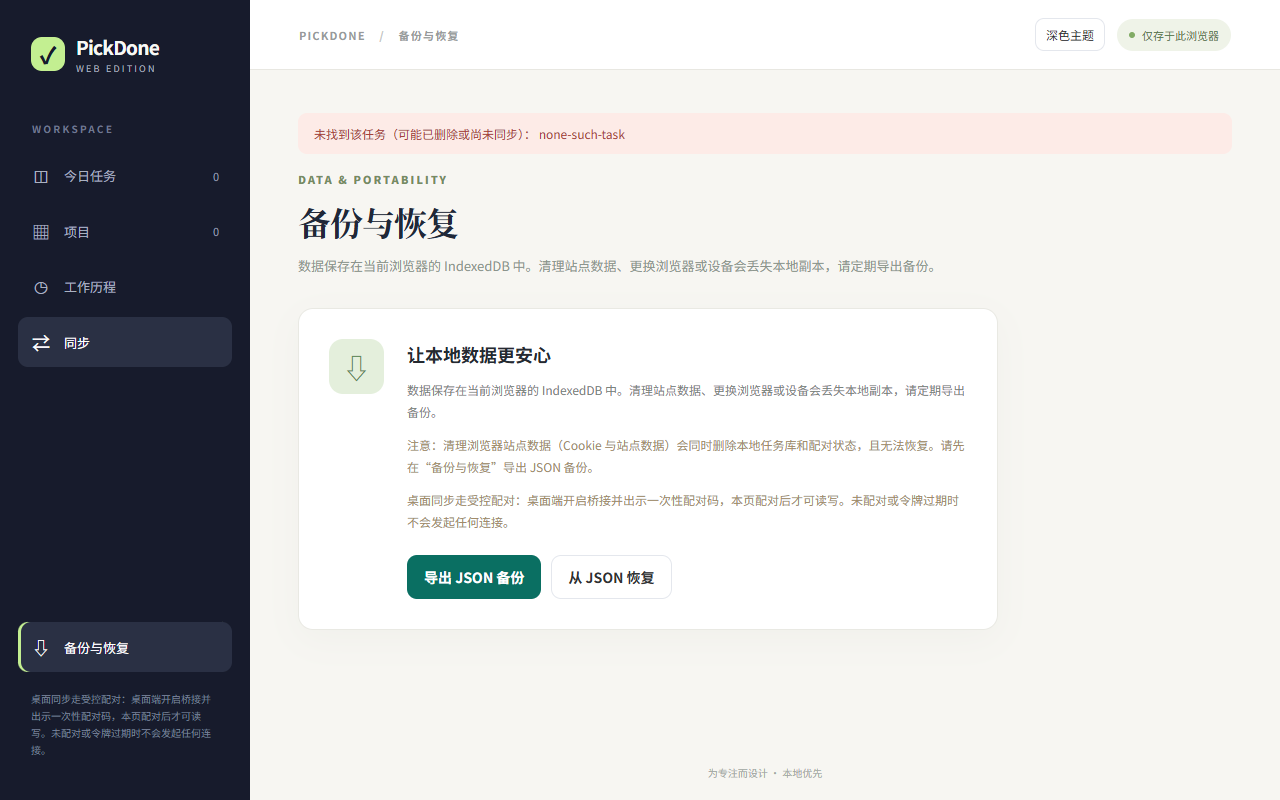 PickDone
WEB EDITION
WORKSPACE
今日任务 0
项目 0
工作历程
同步
备份与恢复
桌面同步走受控配对：桌面端开启桥接并
出示一次性配对码，本页配对后才可读
写。未配对或令牌过期时不会发起任何连
接。
PICKDONE / 备份与恢复
深色主题
仅存于此浏览器
未找到该任务（可能已删除或尚未同步）： none-such-task
DATA & PORTABILITY
备份与恢复
数据保存在当前浏览器的 IndexedDB 中。清理站点数据、更换浏览器或设备会丢失本地副本，请定期导出备份。
让本地数据更安心
数据保存在当前浏览器的 IndexedDB 中。清理站点数据、更换浏览器或设备会丢失本地副本，请定期导出
备份。
注意：清理浏览器站点数据（Cookie 与站点数据）会同时删除本地任务库和配对状态，且无法恢复。请先
在“备份与恢复”导出 JSON 备份。
桌面同步走受控配对：桌面端开启桥接并出示一次性配对码，本页配对后才可读写。未配对或令牌过期时
不会发起任何连接。
导出 JSON 备份
从 JSON 恢复
为专注而设计 · 本地优先